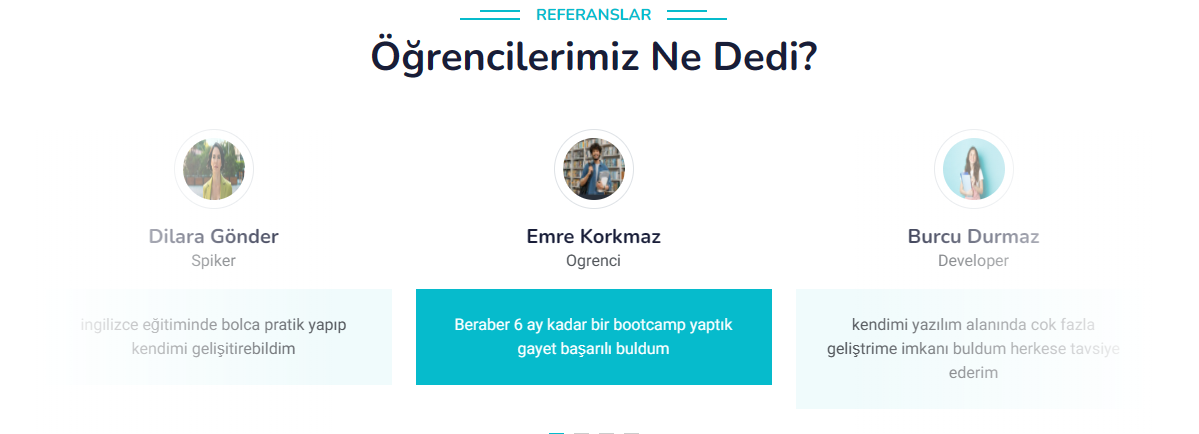 REFERANSLAR
Öğrencilerimiz Ne Dedi?
Dilara Gönder
Spiker
ingilizce eğitiminde bolca pratik yapıp
kendimi gelişitirebildim
Emre Korkmaz
Ogrenci
Beraber 6 ay kadar bir bootcamp yaptık
gayet başarılı buldum
Burcu Durmaz
Developer
kendimi yazılım alanında cok fazla
geliştrime imkanı buldum herkese tavsiye
ederim